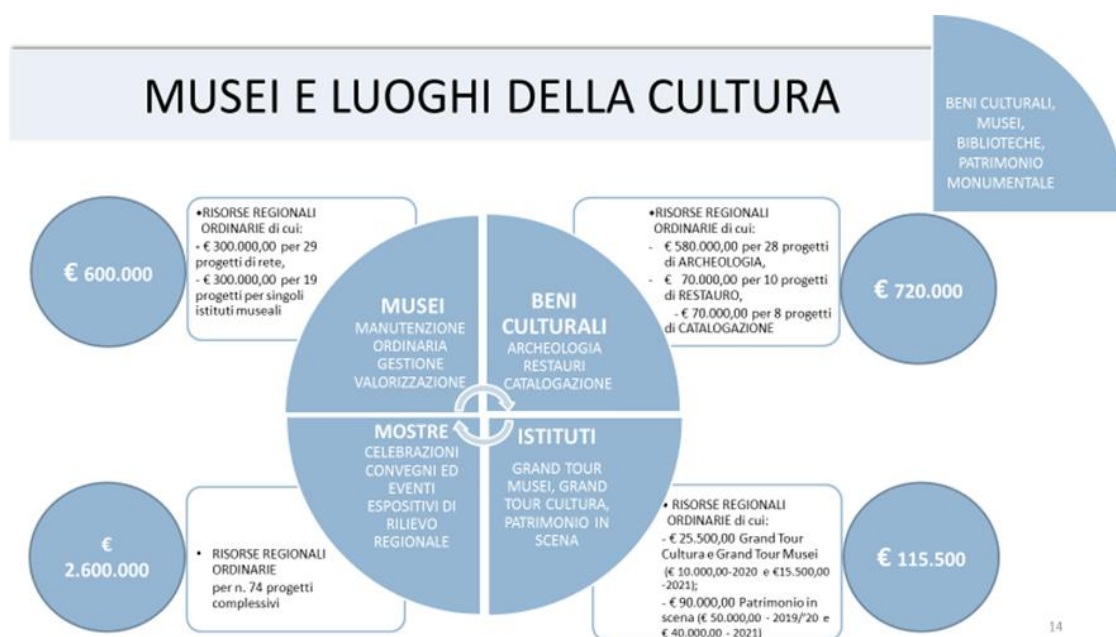 MUSEI E LUOGHI DELLA CULTURA
BENI CULTURALI,
MUSEI,
BIBLIOTECHE,
PATRIMONIO
MONUMENTALE
€ 600.000
•RISORSE REGIONALI
ORDINARIE di cui:
- € 300.000,00 per 29
progetti di rete,
- € 300.000,00 per 19
progetti per singoli
istituti museali
MUSEI
MANUTENZIONE
ORDINARIA
GESTIONE
VALORIZZAZIONE
BENI
CULTURALI
ARCHEOLOGIA
RESTAURI
CATALOGAZIONE
•RISORSE REGIONALI
ORDINARIE di cui:
- € 580.000,00 per 28 progetti
di ARCHEOLOGIA,
- € 70.000,00 per 10 progetti
di RESTAURO,
- € 70.000,00 per 8 progetti
di CATALOGAZIONE
€ 720.000
€
2.600.000
• RISORSE REGIONALI
ORDINARIE
per n. 74 progetti
complessivi
MOSTRE
CELEBRAZIONI
CONVEGNI ED
EVENTI
ESPOSITIVI DI
RILIEVO
REGIONALE
ISTITUTI
GRAND TOUR
MUSEI, GRAND
TOUR CULTURA,
PATRIMONIO IN
SCENA
• RISORSE REGIONALI
ORDINARIE di cui:
- € 25.500,00 Grand Tour
Cultura e Grand Tour Musei
(€ 10.000,00-2020 e €15.500,00
-2021);
- € 90.000,00 Patrimonio in
scena (€ 50.000,00 - 2019/'20 e
€ 40.000,00 - 2021)
€ 115.500
14